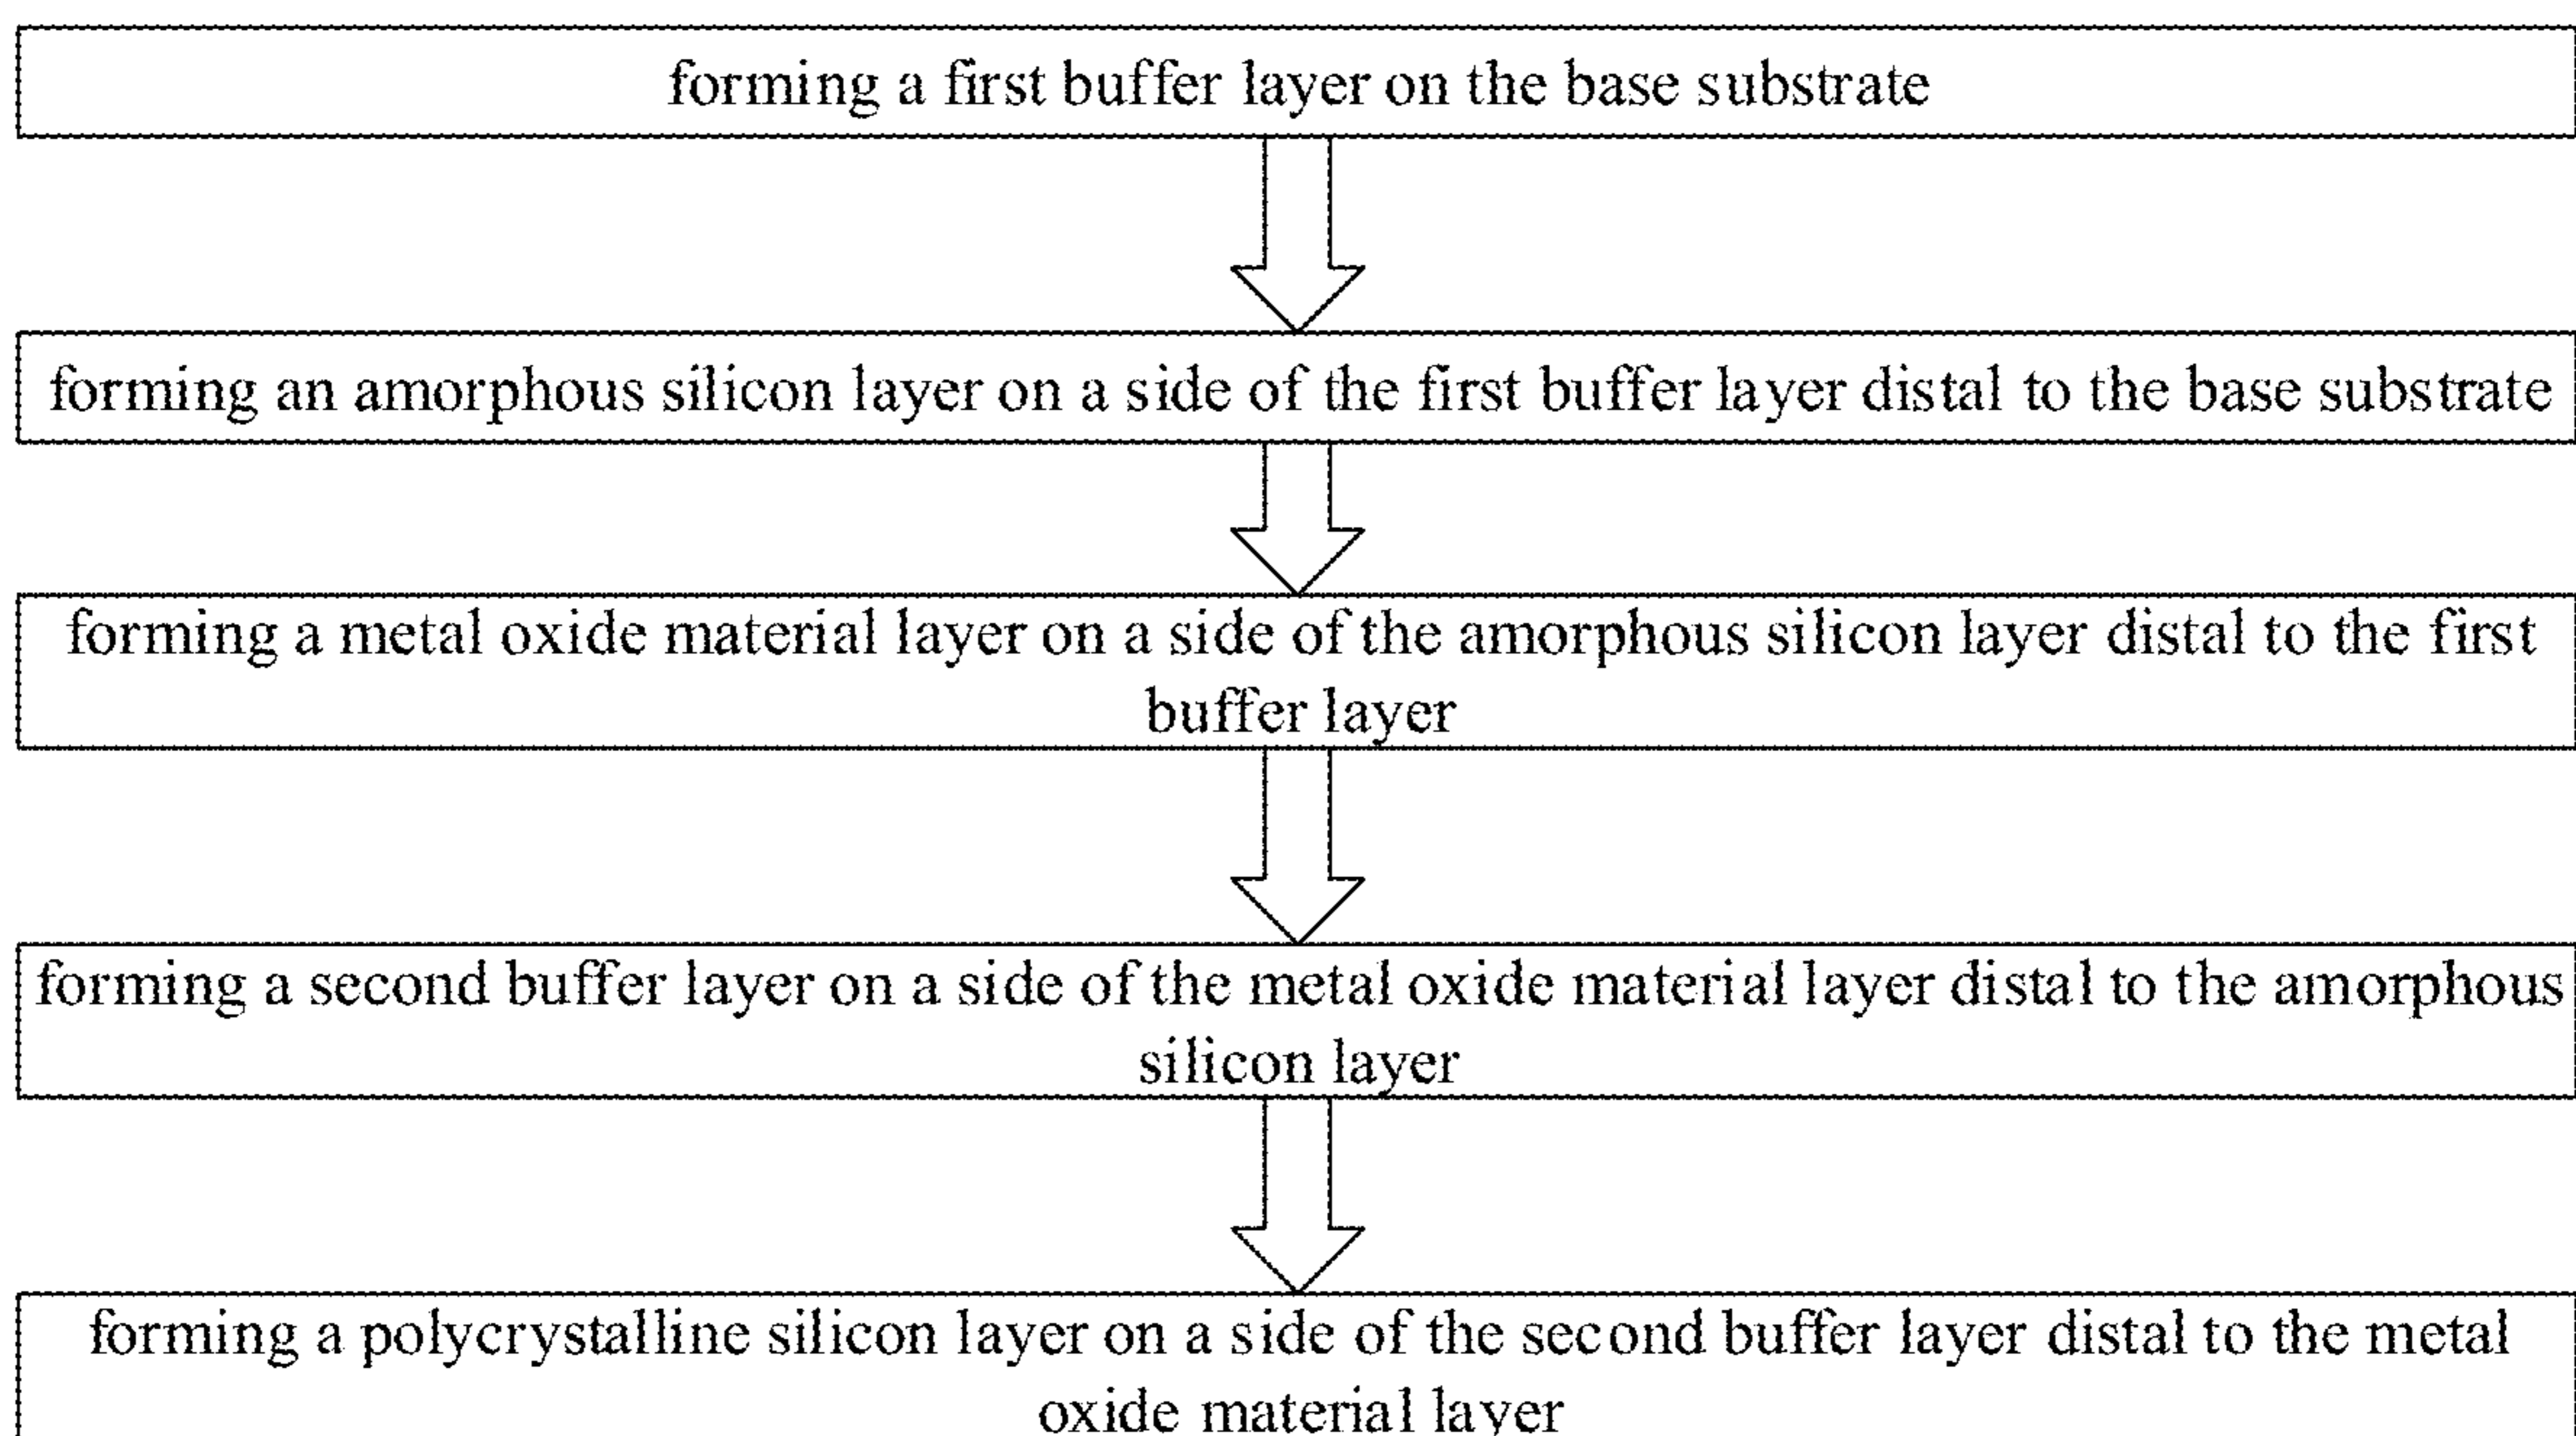 forming a first buffer layer on the base substrate
forming an amorphous silicon layer on a side of the first buffer layer distal to the base substrate
forming a metal oxide material layer on a side of the amorphous silicon layer distal to the first
buffer layer
forming a second buffer layer on a side of the metal oxide material layer distal to the amorphous
silicon layer
forming a polycrystalline silicon layer on a side of the second buffer layer distal to the metal
oxide material layer